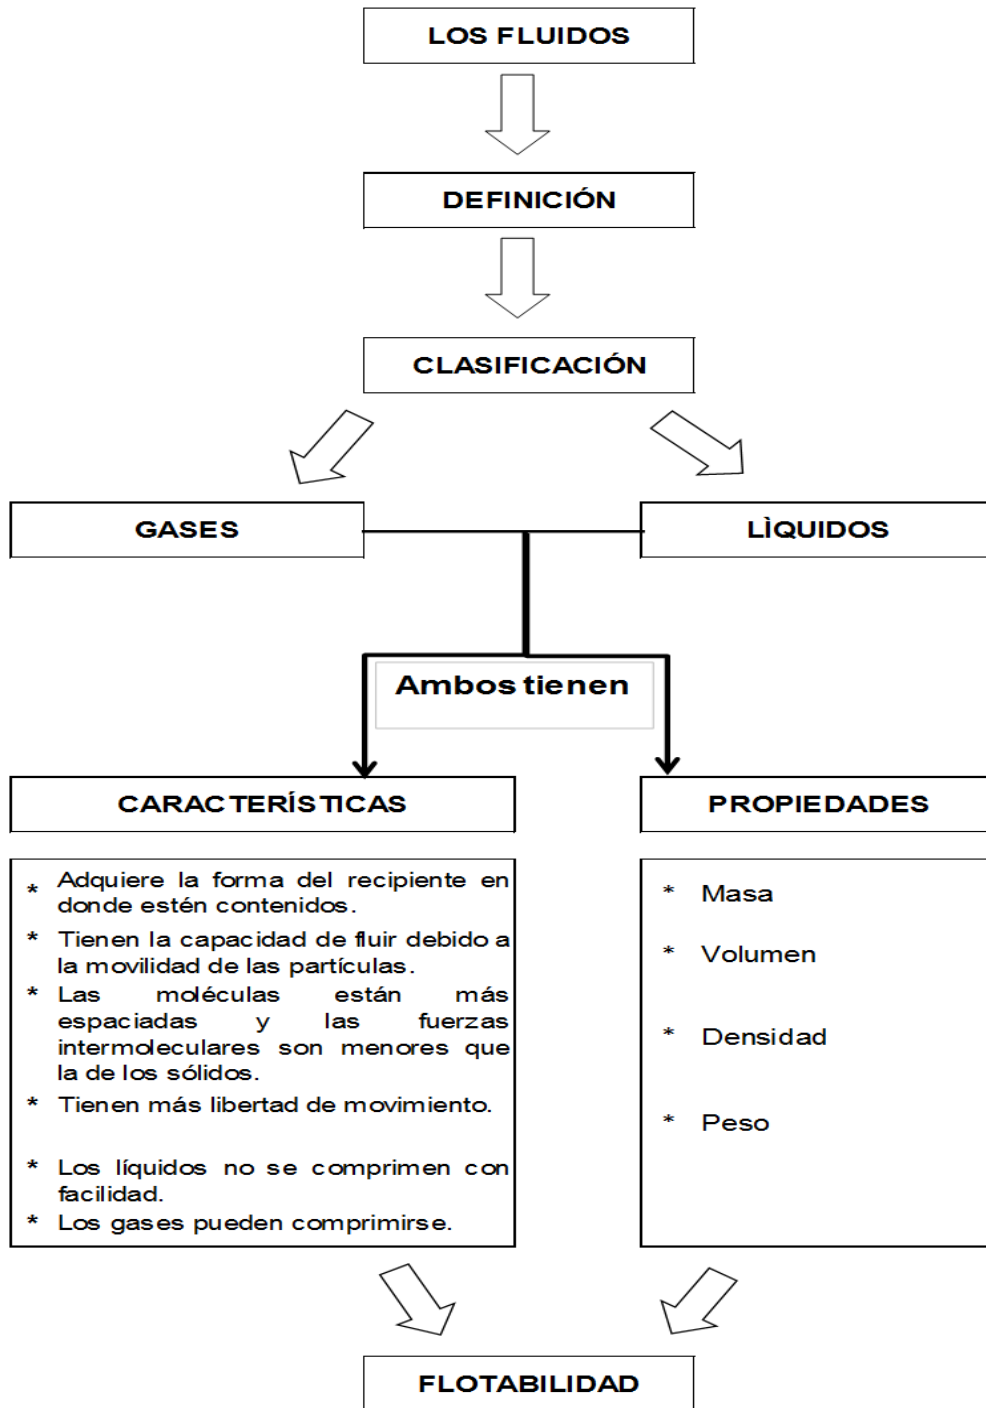 LOS FLUIDOS
DEFINICIÓN
CLASIFICACIÓN
GASES
LÌQUIDOS
Ambos tienen
CARACTERÍSTICAS
* Adquiere la forma del recipiente en
donde estén contenidos.
* Tienen la capacidad de fluir debido a
la movilidad de las partículas.
* Las moléculas están más
espaciadas y las fuerzas
intermoleculares son menores que
la de los sólidos.
* Tienen más libertad de movimiento.
* Los líquidos no se comprimen con
facilidad.
* Los gases pueden comprimirse.
PROPIEDADES
* Masa
* Volumen
* Densidad
* Peso
FLOTABILIDAD